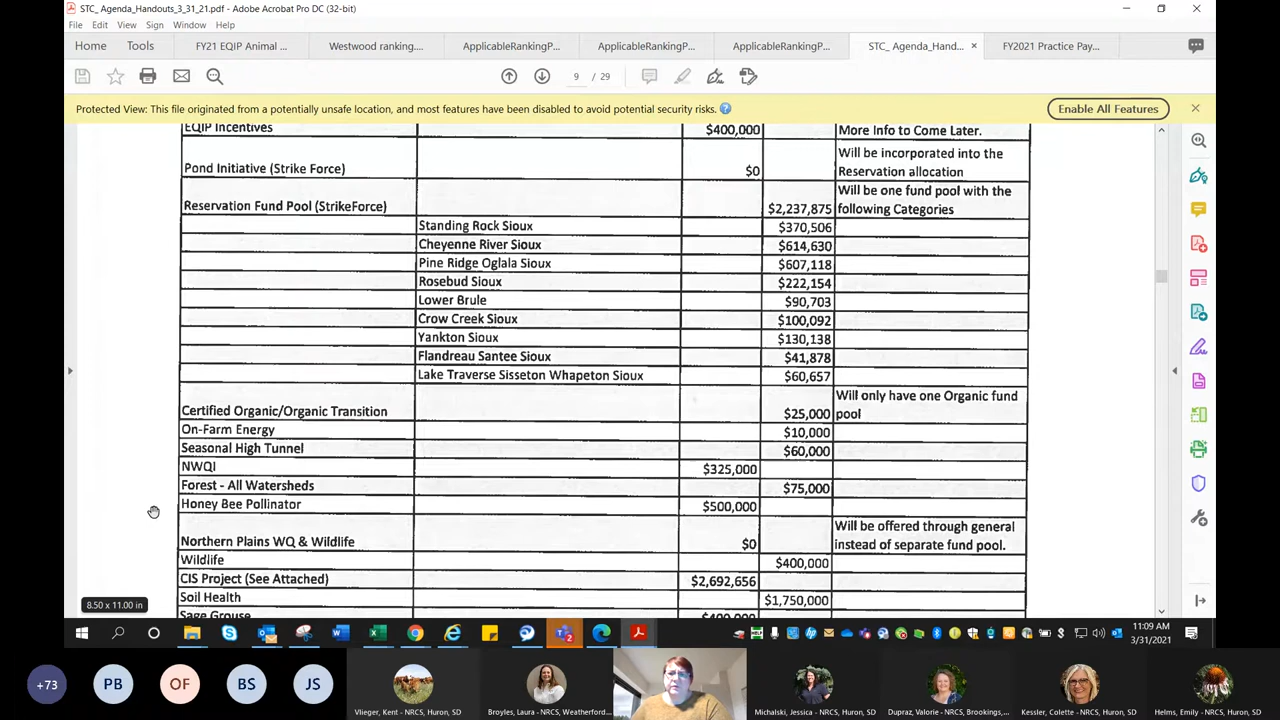 STC_ Agenda_Handouts_3_31_21.pdf - Adobe Acrobat Pro DC (32-bit)
File Edit View Sign Window Help
Home Tools FY21 EQIP Animal ... Westwood ranking.... ApplicableRankingP... ApplicableRankingP... ApplicableRankingP... STC_ Agenda_Hand... × FY2021 Practice Pay...
9 / 29
Protected View: This file originated from a potentially unsafe location, and most features have been disabled to avoid potential security risks. Enable All Features
EQIP Incentives $400,000 More Info to Come Later.
Will be incorporated into the
Pond Initiative (Strike Force) $0 Reservation allocation
Will be one fund pool with the
Reservation Fund Pool (StrikeForce) $2,237,875 following Categories
Standing Rock Sioux $370,506
Cheyenne River Sioux $614,630
Pine Ridge Oglala Sioux $607,118
Rosebud Sioux $222,154
Lower Brule $90,703
Crow Creek Sioux $100,092
Yankton Sioux $130,138
Flandreau Santee Sioux $41,878
Lake Traverse Sisseton Whapeton Sioux $60,657
Will only have one Organic fund
Certified Organic/Organic Transition $25,000 pool
On-Farm Energy $10,000
Seasonal High Tunnel $60,000
NWQI $325,000
Forest - All Watersheds $75,000
Honey Bee Pollinator $500,000
Will be offered through general
Northern Plains WQ & Wildlife $0 instead of separate fund pool.
Wildlife $400,000
CIS Project (See Attached) $2,692,656
Soil Health $1,750,000
Sage Grouse $400,000
8.50 x 11.00 in
11:09 AM
3/31/2021
+73 PB OF BS JS
Vlieger, Kent - NRCS, Huron, SD Broyles, Laura - NRCS, Weatherford... Michalski, Jessica - NRCS, Huron, SD Dupraz, Valorie - NRCS, Brookings,... Kessler, Colette - NRCS, Huron, SD Helms, Emily - NRCS, Huron, SD